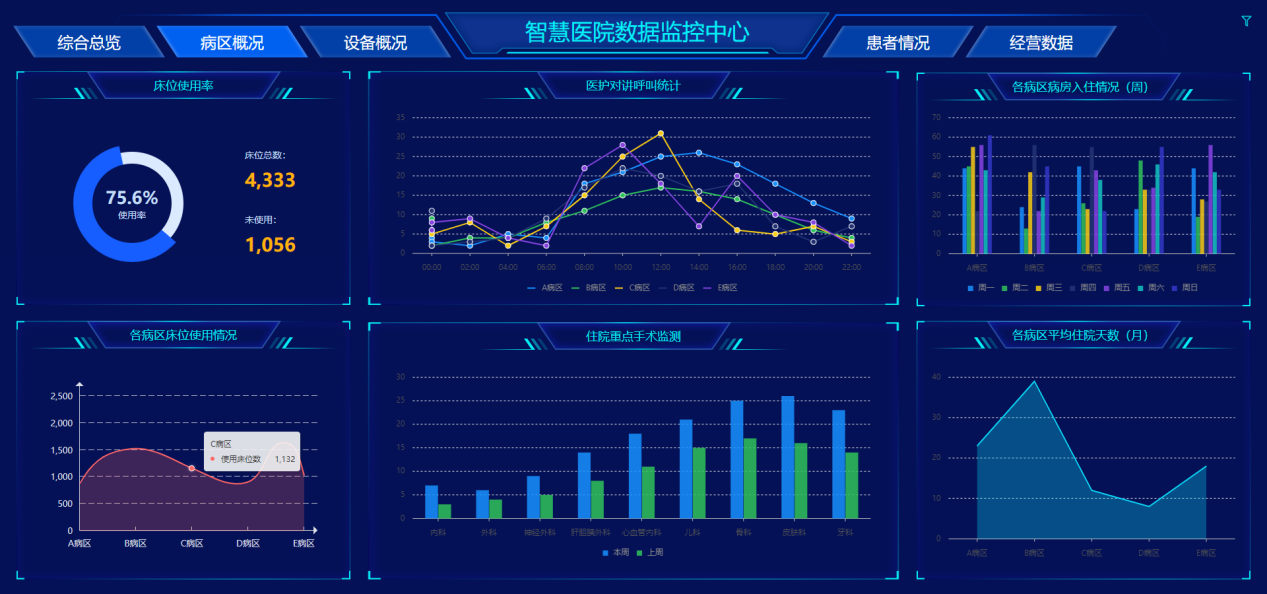 智慧医院数据监控中心
综合总览
病区概况
设备概况
患者情况
经营数据
床位使用率
75.6%
使用率
床位总数:
4,333
未使用:
1,056
医护对讲呼叫统计
35
30
25
20
15
10
5
0
00:00 02:00 04:00 06:00 08:00 10:00 12:00 14:00 16:00 18:00 20:00 22:00
A病区 B病区 C病区 D病区 E病区
各病区病房入住情况（周）
70
60
50
40
30
20
10
0
A病区 B病区 C病区 D病区 E病区
周一 周二 周三 周四 周五 周六 周日
各病区床位使用情况
2,500
2,000
1,500
1,000
500
0
A病区 B病区 C病区 D病区 E病区
C病区
使用床位数 1,132
住院重点手术监测
30
25
20
15
10
5
0
内科 外科 神经外科 肝胆胰外科 心血管内科 儿科 骨科 皮肤科 牙科
本周 上周
各病区平均住院天数（月）
40
30
20
10
0
A病区 B病区 C病区 D病区 E病区